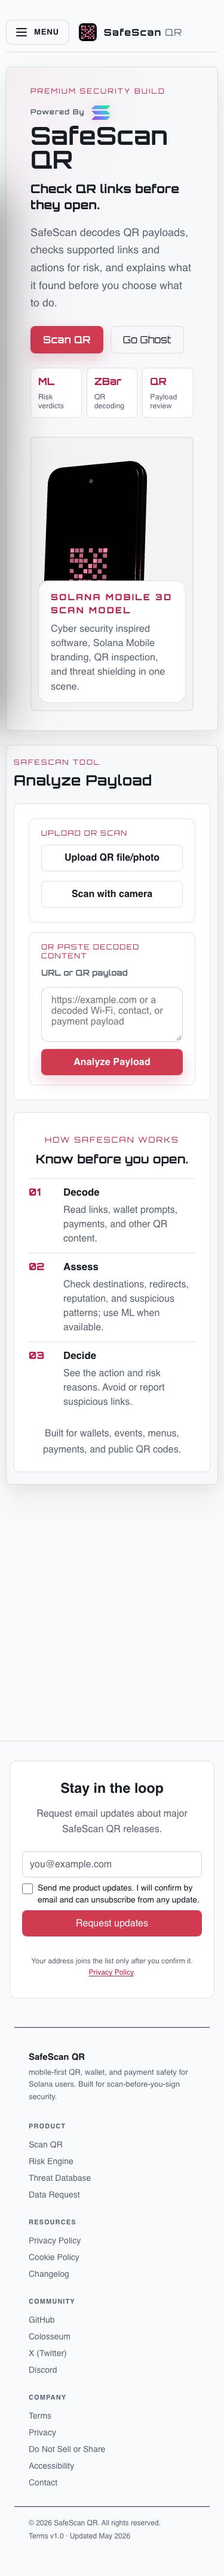 MENU
SafeScan QR
PREMIUM SECURITY BUILD
Powered By
SafeScan
QR
Check QR links before
they open.
SafeScan decodes QR payloads,
checks supported links and
actions for risk, and explains what
it found before you choose what
to do.
Scan QR
Go Ghost
ML
Risk
verdicts
ZBar
QR
decoding
QR
Payload
review
SOLANA MOBILE 3D
SCAN MODEL
Cyber security inspired
software, Solana Mobile
branding, QR inspection,
and threat shielding in one
scene.
SAFESCAN TOOL
Analyze Payload
UPLOAD OR SCAN
Upload QR file/photo
Scan with camera
OR PASTE DECODED
CONTENT
URL or QR payload
https://example.com or a
decoded Wi-Fi, contact, or
payment payload
Analyze Payload
HOW SAFESCAN WORKS
Know before you open.
01
Decode
Reads links, wallet prompts,
payments, and other QR
content.
02
Assess
Check destinations, redirects,
reputation, and suspicious
patterns; use ML when
available.
03
Decide
See the action and risk
reasons. Avoid or report
suspicious links.
Built for wallets, events, menus,
payments, and public QR codes.
Stay in the loop
Request email updates about major
SafeScan QR releases.
you@example.com
Send me product updates. I will confirm by
email and can unsubscribe from any update.
Request updates
Your address joins the list only after you confirm it.
Privacy Policy
SafeScan QR
mobile-first QR, wallet, and payment safety for
Solana users. Built for scan-before-you-sign
security.
PRODUCT
Scan QR
Risk Engine
Threat Database
Data Request
RESOURCES
Privacy Policy
Cookie Policy
Changelog
COMMUNITY
GitHub
Colosseum
X (Twitter)
Discord
COMPANY
Terms
Privacy
Do Not Sell or Share
Accessibility
Contact
© 2026 SafeScan QR. All rights reserved.
Terms v1.0 · Updated May 2026